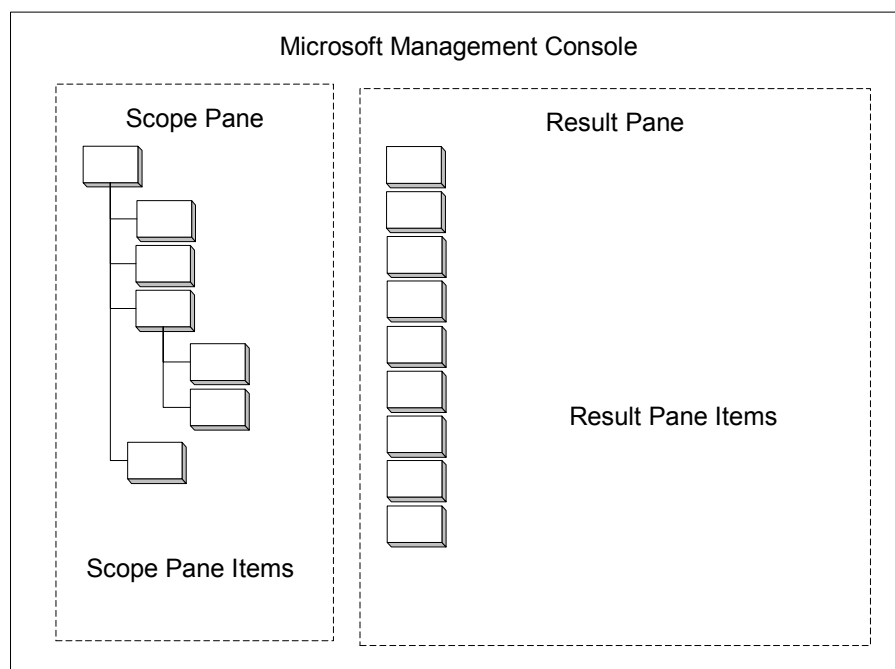 Microsoft Management Console
Scope Pane
Result Pane
Result Pane Items
Scope Pane Items